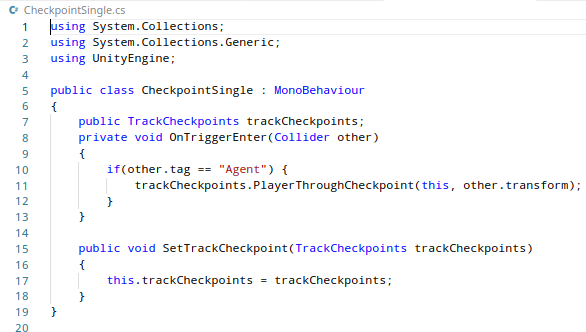 CheckpointSingle.cs
1 using System.Collections;
2 using System.Collections.Generic;
3 using UnityEngine;
4
5 public class CheckpointSingle : MonoBehaviour
6 {
7     public TrackCheckpoints trackCheckpoints;
8     private void OnTriggerEnter(Collider other)
9     {
10         if(other.tag == "Agent") {
11             trackCheckpoints.PlayerThroughCheckpoint(this, other.transform);
12         }
13     }
14
15     public void SetTrackCheckpoint(TrackCheckpoints trackCheckpoints)
16     {
17         this.trackCheckpoints = trackCheckpoints;
18     }
19 }
20